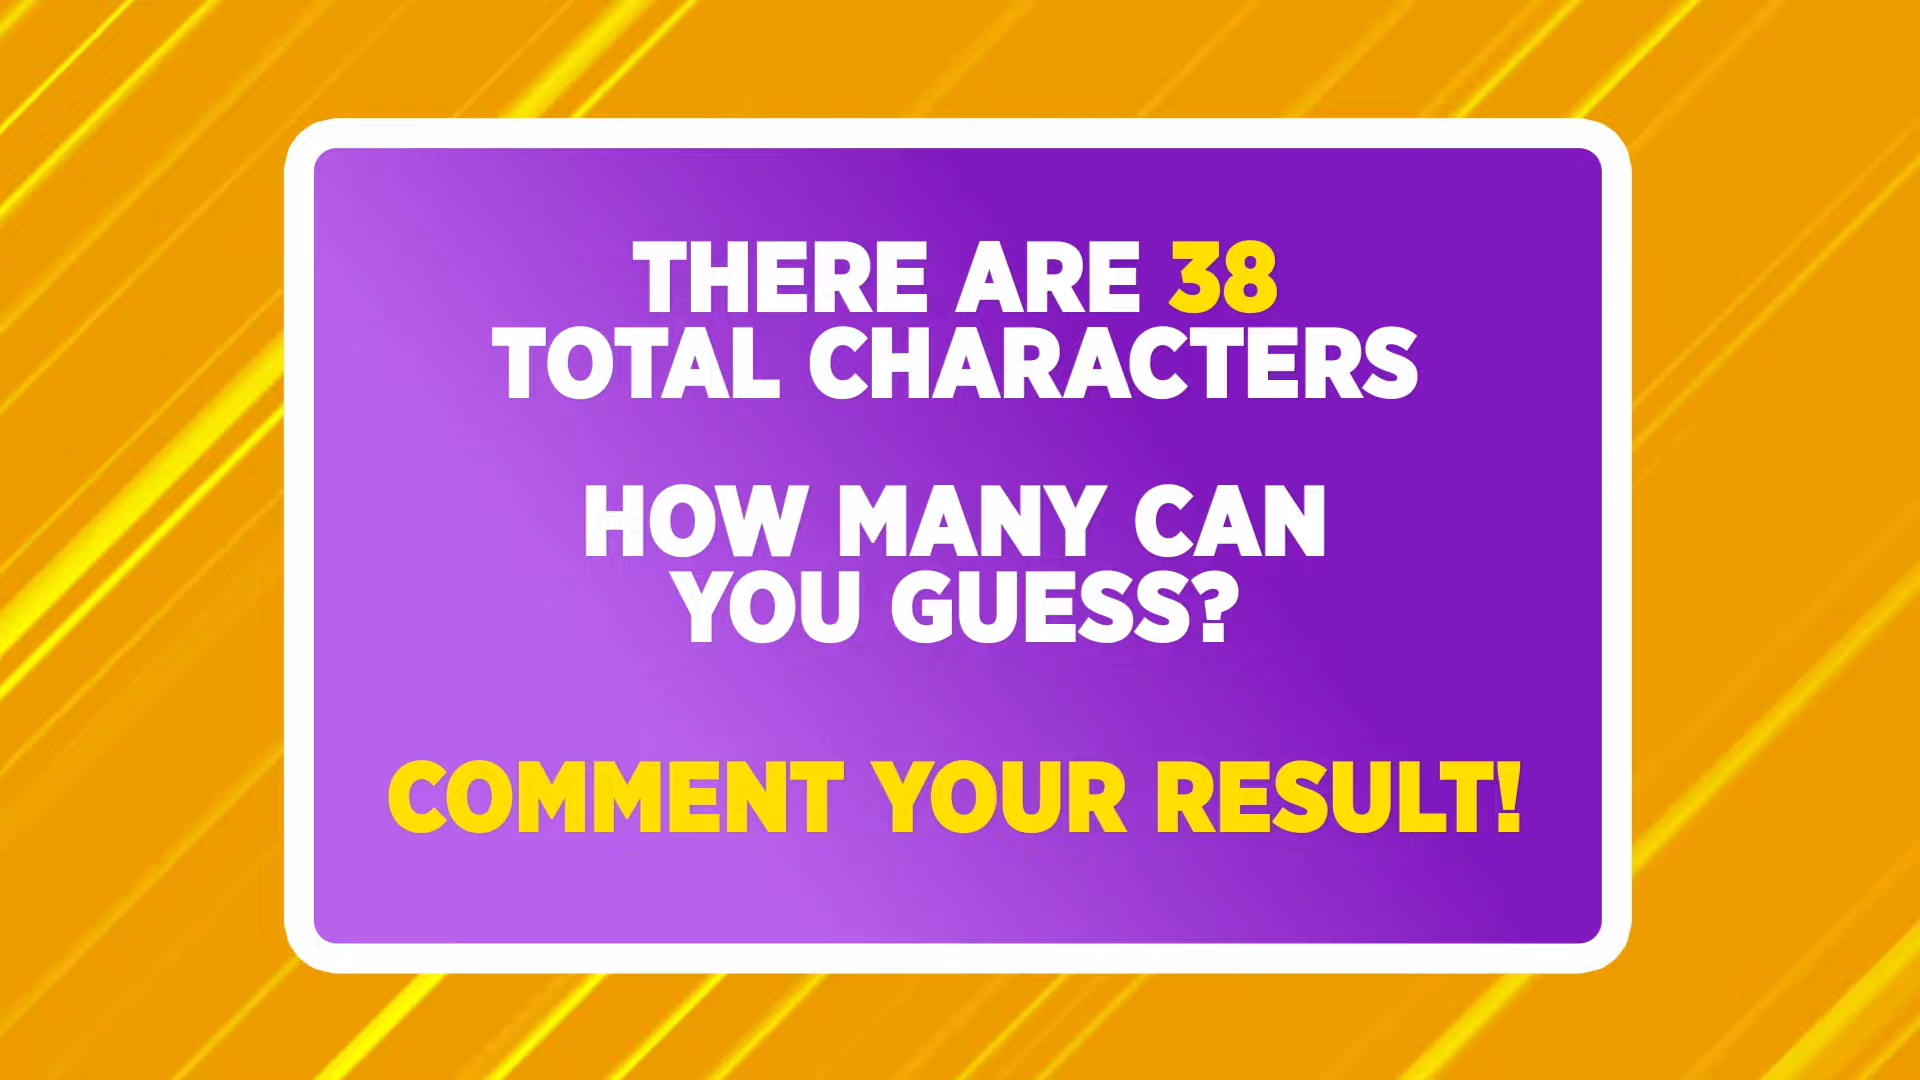 THERE ARE 38
TOTAL CHARACTERS
HOW MANY CAN
YOU GUESS?
COMMENT YOUR RESULT!